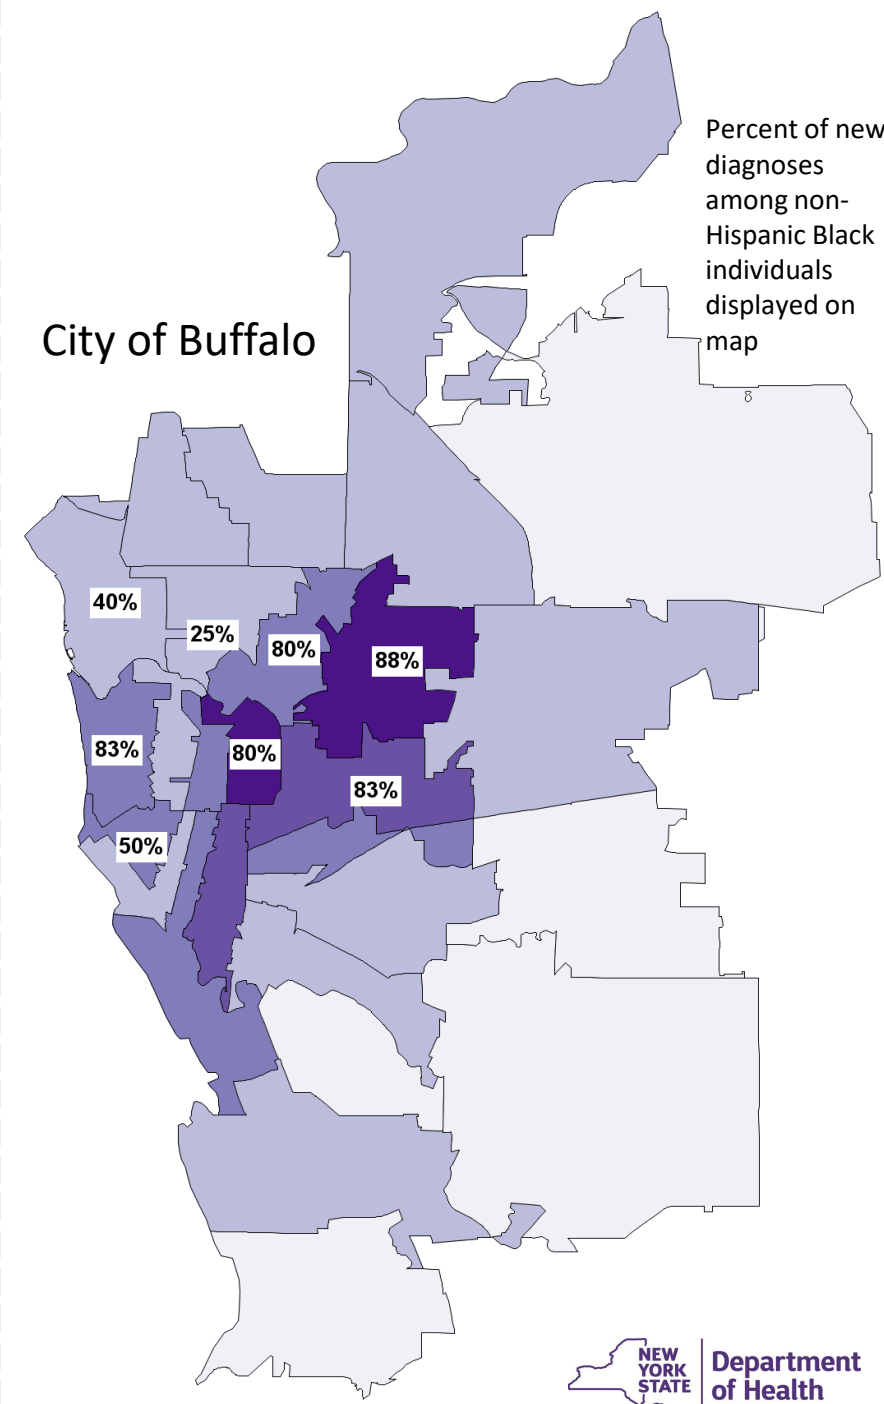 Percent of new
diagnoses
among non-
Hispanic Black
individuals
displayed on
map
City of Buffalo
8
40%
25%
80%
88%
83%
80%
83%
50%
NEW
YORK
STATE
Department
of Health